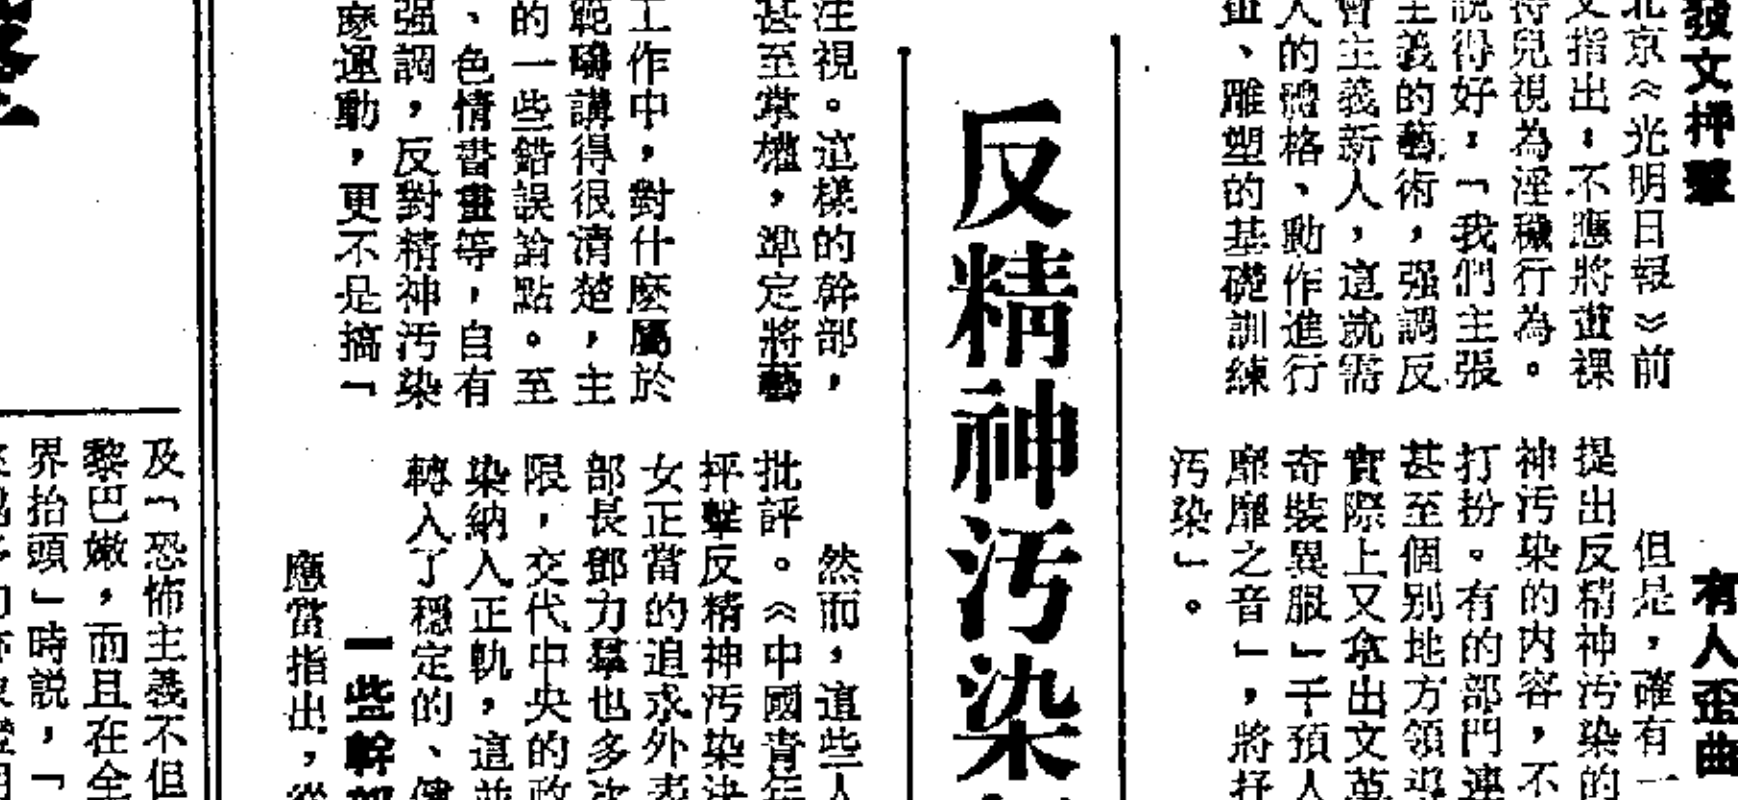 發文抨擊
北京《光明日報》前
文指出：不應將畫裸
視為淫穢行為。
說得好：「我們主張
主義的藝術，强調反
會主義新人，這就需
人的體格、動作進行
畫、雕塑的基礎訓練
有人歪曲
但是，確有一
提出反精神污染的
神污染的内容，不
打扮。有的部門連
甚至個别地方領
實際上又拿出文革
奇裝異服」干預人
靡靡之音」，將抒
污染」。
反精神污染
注視。這樣的幹部，
甚至掌權，準定將藝
工作中，對什麽屬於
範疇講得很清楚，主
的一些錯誤論點。至
、色情書畫等，自有
强調，反對精神污染
麽運動，更不是搞「
然而，這些人
批評。《中國青年
抨擊反精神污染決
女正當的追求外表
部長鄧力羣也多次
限，交代中央的政
染納入正軌，這並
轉入了穩定的、健
一些幹部
應當指出，從
及「恐怖主義不但
黎巴嫩，而且在全
界抬頭」時説，「